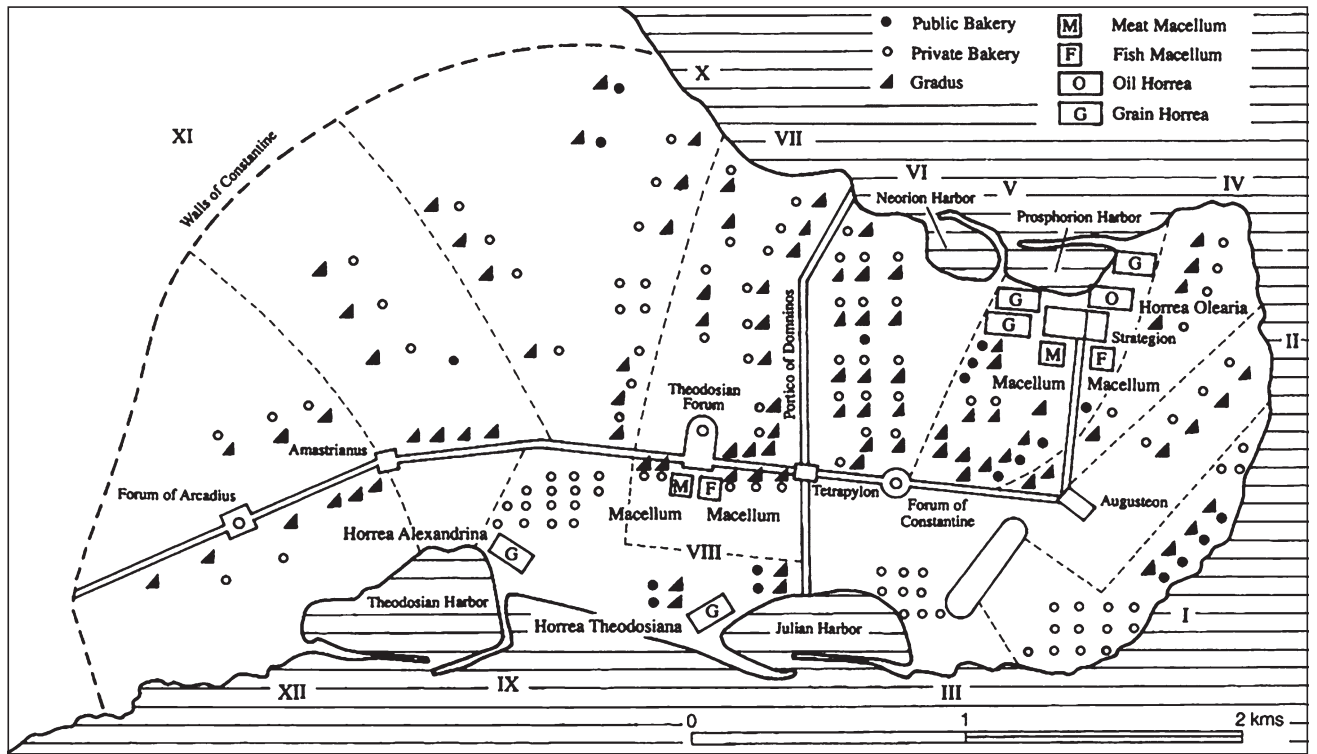 Public Bakery
Private Bakery
Gradus
M Meat Macellum
F Fish Macellum
O Oil Horrea
G Grain Horrea
X
XI
VII
VI
V
IV
Walls of Constantine
Neorion Harbor
Prosphorion Harbor
G
G
O
Horrea Olearia
G
Strategion
II
M
F
Macellum
Macellum
Portico of Domninos
Theodosian
Forum
Amastrianus
Forum of Arcadius
M
F
Tetrapylon
Forum of
Constantine
Augusteon
Macellum
Macellum
Horrea Alexandrina
G
VIII
Theodosian Harbor
Horrea Theodosiana
G
Julian Harbor
I
XII
IX
III
0
1
2 kms